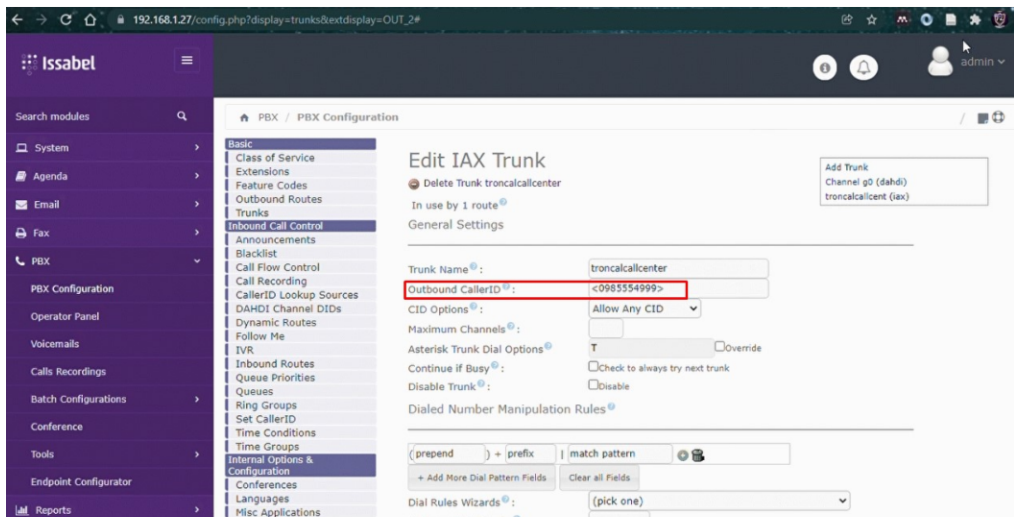 192.168.1.27/config.php?display=trunks&extdisplay=OUT_2#
Issabel
admin
Search modules
System
Agenda
Email
Fax
PBX
PBX Configuration
Operator Panel
Voicemails
Calls Recordings
Batch Configurations
Conference
Tools
Endpoint Configurator
Reports
PBX / PBX Configuration
/
Basic
Class of Service
Extensions
Feature Codes
Outbound Routes
Trunks
Inbound Call Control
Announcements
Blacklist
Call Flow Control
Call Recording
CallerID Lookup Sources
DAHDI Channel DIDs
Dynamic Routes
Follow Me
IVR
Inbound Routes
Queue Priorities
Queues
Ring Groups
Set CallerID
Time Conditions
Time Groups
Internal Options &
Configuration
Conferences
Languages
Misc Applications
Edit IAX Trunk
Delete Trunk troncalcallcenter
In use by 1 route
General Settings
Trunk Name : troncalcallcenter
Outbound CallerID : <0985554999>
CID Options : Allow Any CID
Maximum Channels :
Asterisk Trunk Dial Options T Override
Continue if Busy : Check to always try next trunk
Disable Trunk : Disable
Dialed Number Manipulation Rules
(prepend ) + prefix | match pattern
+ Add More Dial Pattern Fields Clear all Fields
Dial Rules Wizards : (pick one)
Add Trunk
Channel g0 (dahdi)
troncalcallcent (iax)